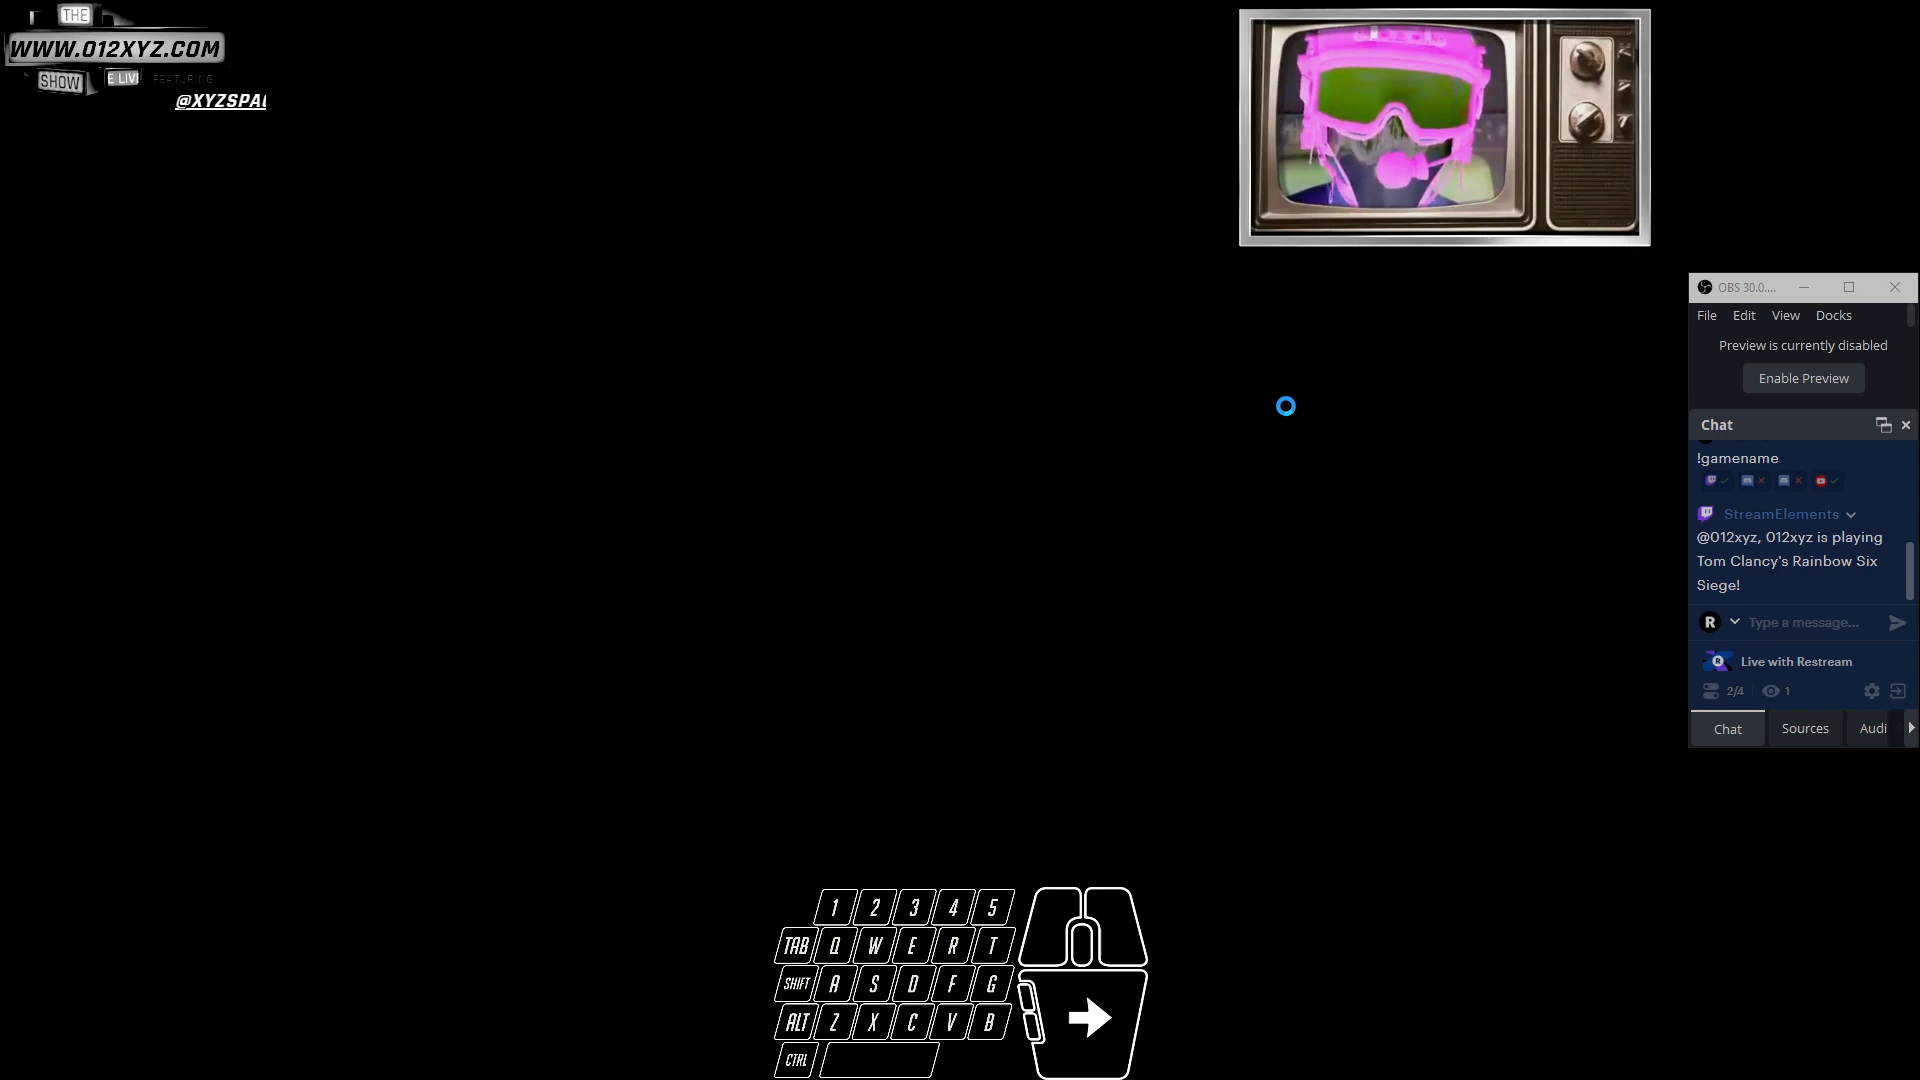 THE
WWW.012XYZ.COM
SHOW
E LIVE
FEATURING
@XYZSPA
OBS 30.0....
File Edit View Docks
Preview is currently disabled
Enable Preview
Chat
!gamename
StreamElements
@012xyz, 012xyz is playing
Tom Clancy's Rainbow Six
Siege!
R
Type a message...
R
Live with Restream
2/4 1
Chat Sources Audi
1 2 3 4 5
TAB Q W E R T
SHIFT A S D F G
ALT Z X C V B
CTRL